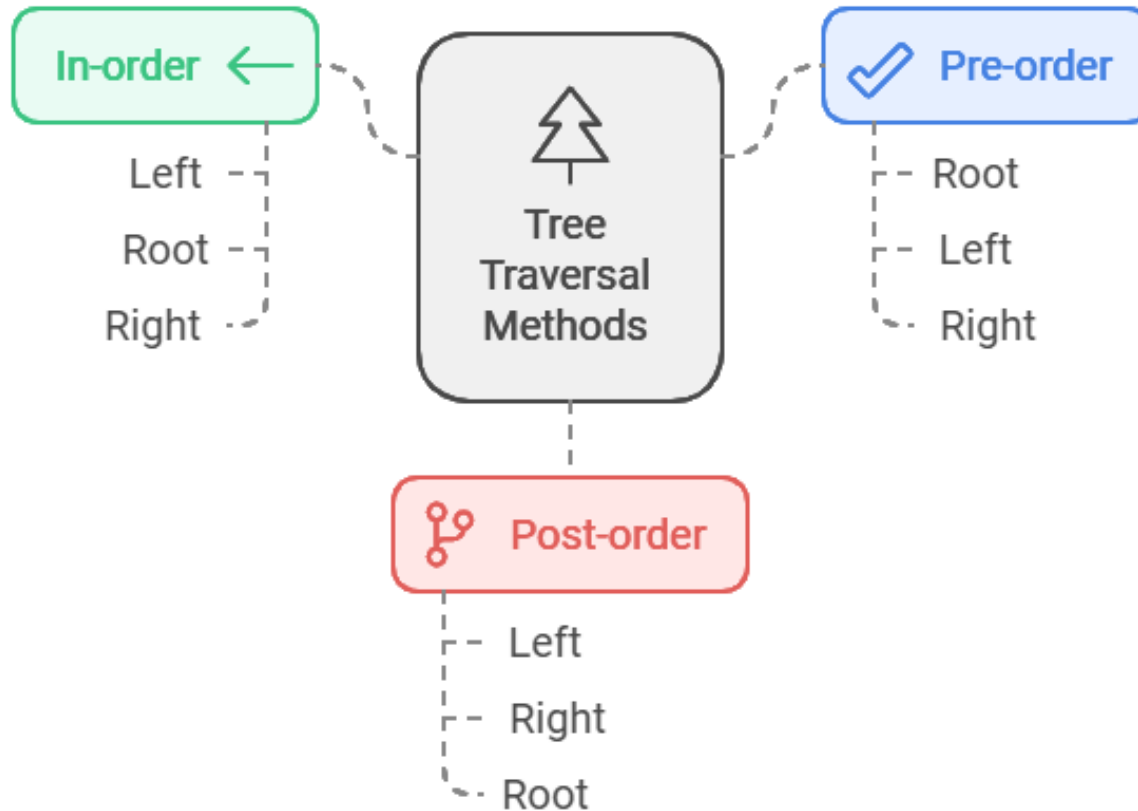 In-order
Left
Root
Right
Tree
Traversal
Methods
Pre-order
Root
Left
Right
Post-order
Left
Right
Root